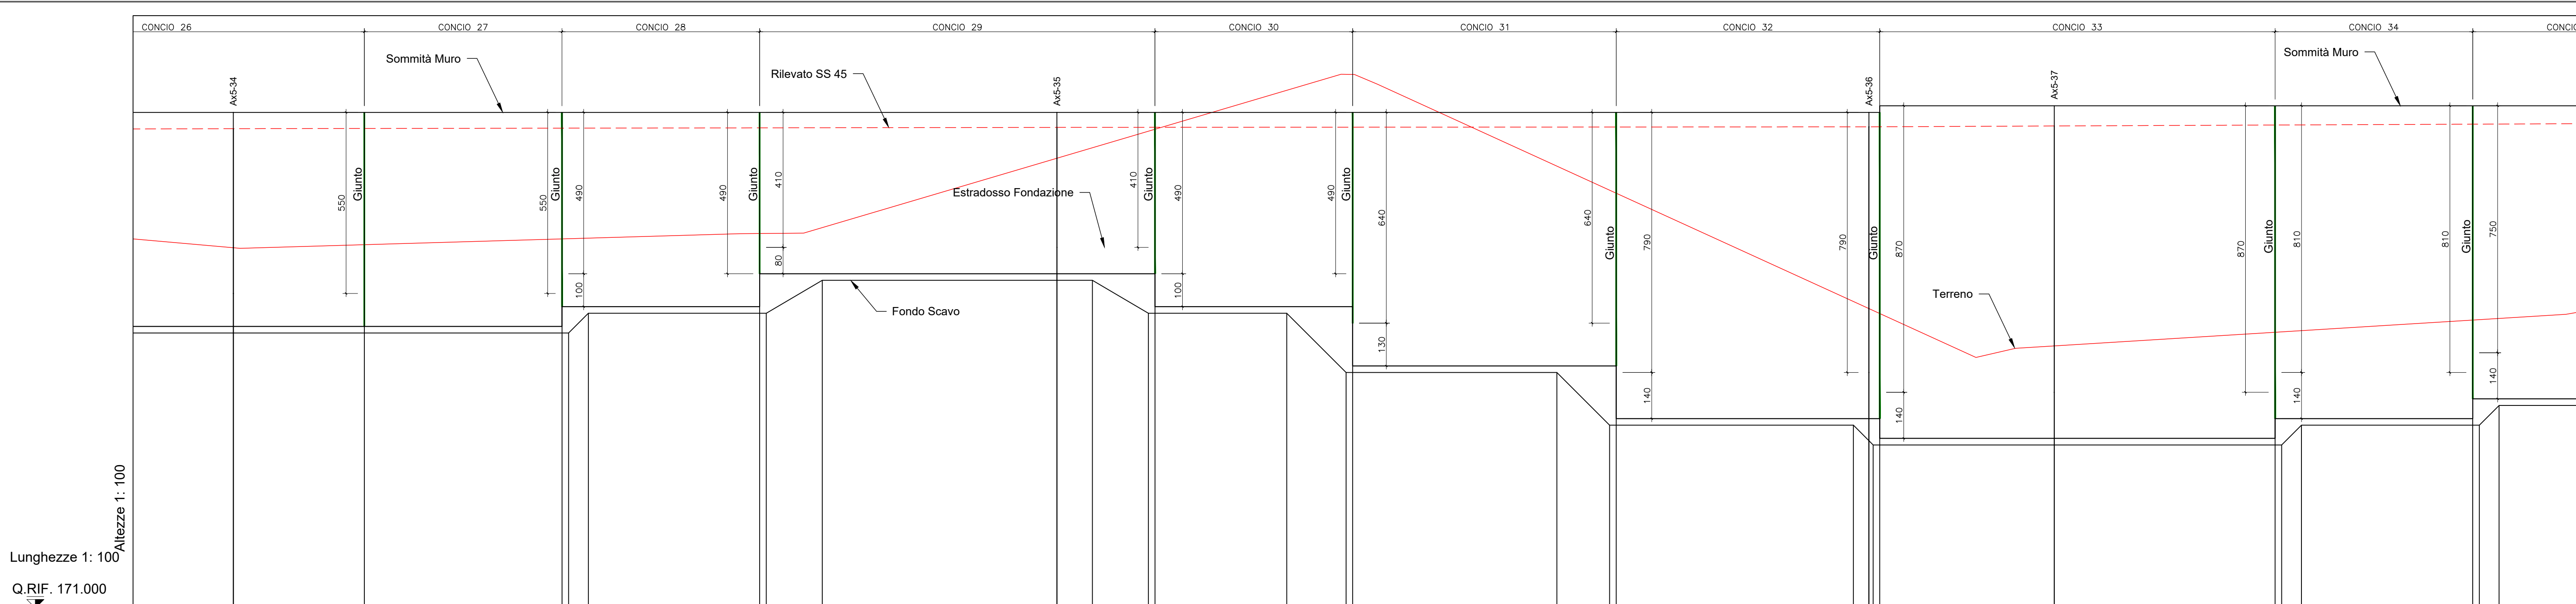 CONCIO 26
CONCIO 27
CONCIO 28
CONCIO 29
CONCIO 30
CONCIO 31
CONCIO 32
CONCIO 33
CONCIO 34
Sommità Muro
Rilevato SS 45
Sommità Muro
Ax5-34
Ax5-35
Ax5-36
Ax5-37
550
Giunto
550
Giunto
490
100
490
Giunto
410
80
Estradosso Fondazione
410
Giunto
490
100
490
Giunto
640
130
640
Giunto
790
140
790
Giunto
870
140
Terreno
870
Giunto
810
140
810
Giunto
750
140
Fondo Scavo
Altezze 1: 100
Lunghezze 1: 100
Q.RIF. 171.000